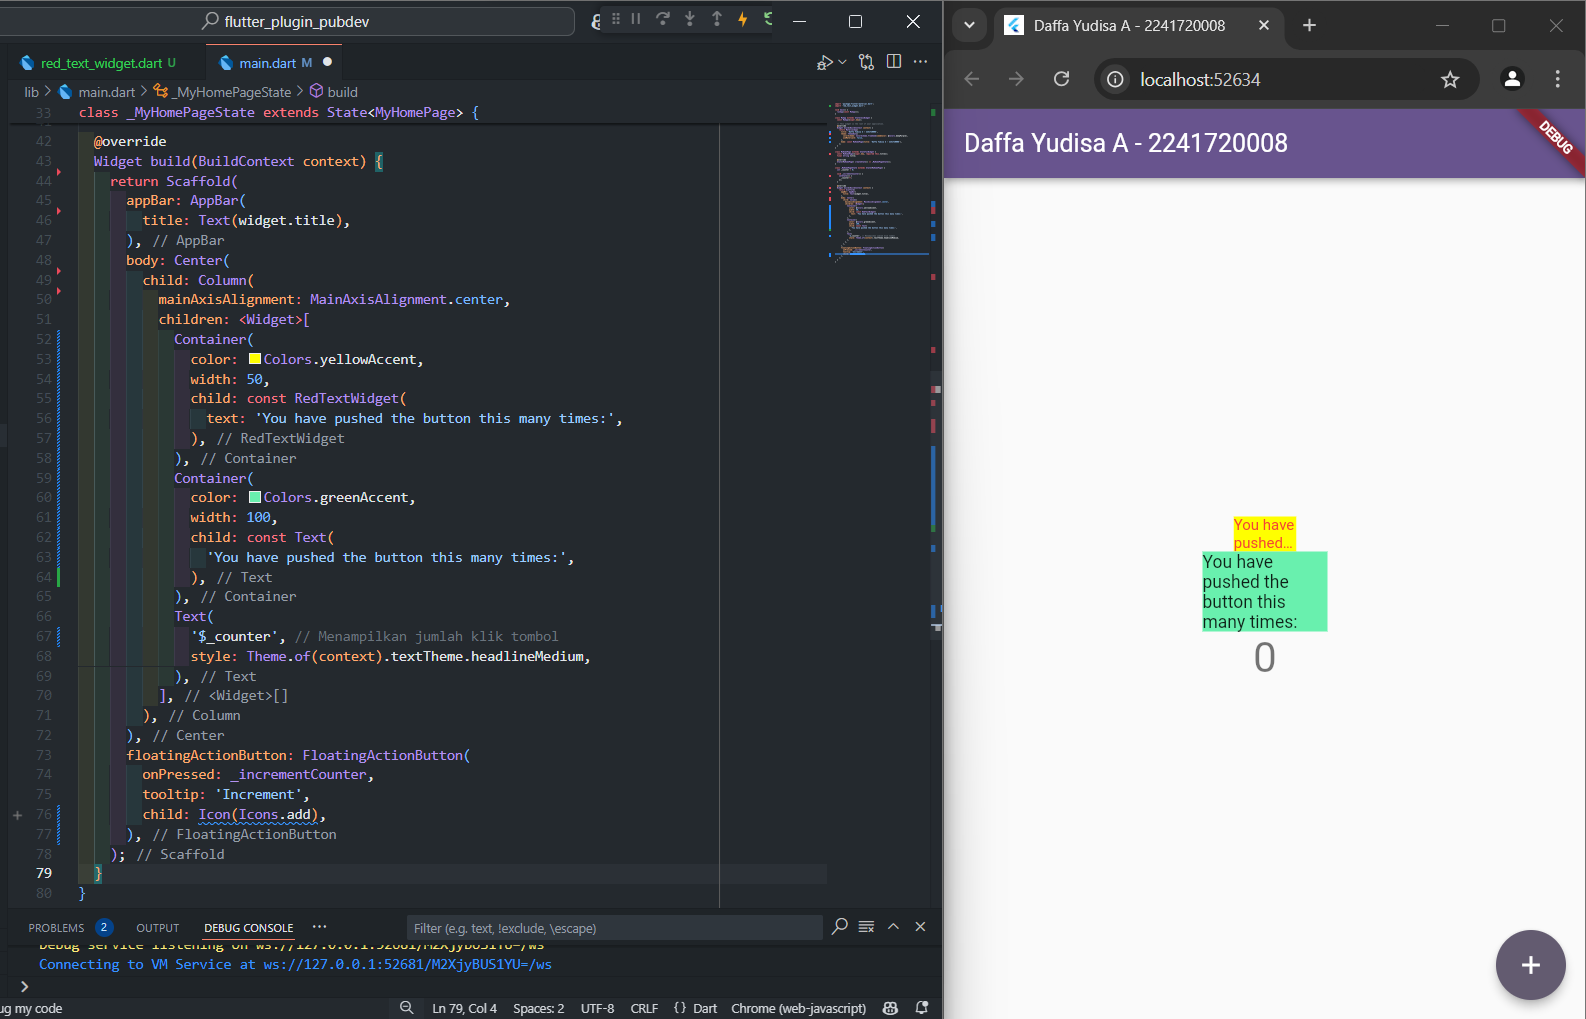 flutter_plugin_pubdev
red_text_widget.dart U
main.dart M
lib > main.dart > _MyHomePageState > build
33 class _MyHomePageState extends State<MyHomePage> {
42 @override
43 Widget build(BuildContext context) {
44 return Scaffold(
45 appBar: AppBar(
46 title: Text(widget.title),
47 ), // AppBar
48 body: Center(
49 child: Column(
50 mainAxisAlignment: MainAxisAlignment.center,
51 children: <Widget>[
52 Container(
53 color: Colors.yellowAccent,
54 width: 50,
55 child: const RedTextWidget(
56 text: 'You have pushed the button this many times:',
57 ), // RedTextWidget
58 ), // Container
59 Container(
60 color: Colors.greenAccent,
61 width: 100,
62 child: const Text(
63 'You have pushed the button this many times:',
64 ), // Text
65 ), // Container
66 Text(
67 '$_counter', // Menampilkan jumlah klik tombol
68 style: Theme.of(context).textTheme.headlineMedium,
69 ), // Text
70 ], // <Widget>[]
71 ), // Column
72 ), // Center
73 floatingActionButton: FloatingActionButton(
74 onPressed: _incrementCounter,
75 tooltip: 'Increment',
76 child: Icon(Icons.add),
77 ), // FloatingActionButton
78 ); // Scaffold
79 }
80 }
PROBLEMS 2 OUTPUT DEBUG CONSOLE ···
Filter (e.g. text, !exclude, \escape)
Debug service listening on ws://127.0.0.1:52681/M2XjyBUS1YU=/ws
Connecting to VM Service at ws://127.0.0.1:52681/M2XjyBUS1YU=/ws
>
ug my code
Ln 79, Col 4 Spaces: 2 UTF-8 CRLF {} Dart Chrome (web-javascript)
Daffa Yudisa A - 2241720008
localhost:52634
Daffa Yudisa A - 2241720008
DEBUG
You have
pushed...
You have
pushed the
button this
many times:
0
+